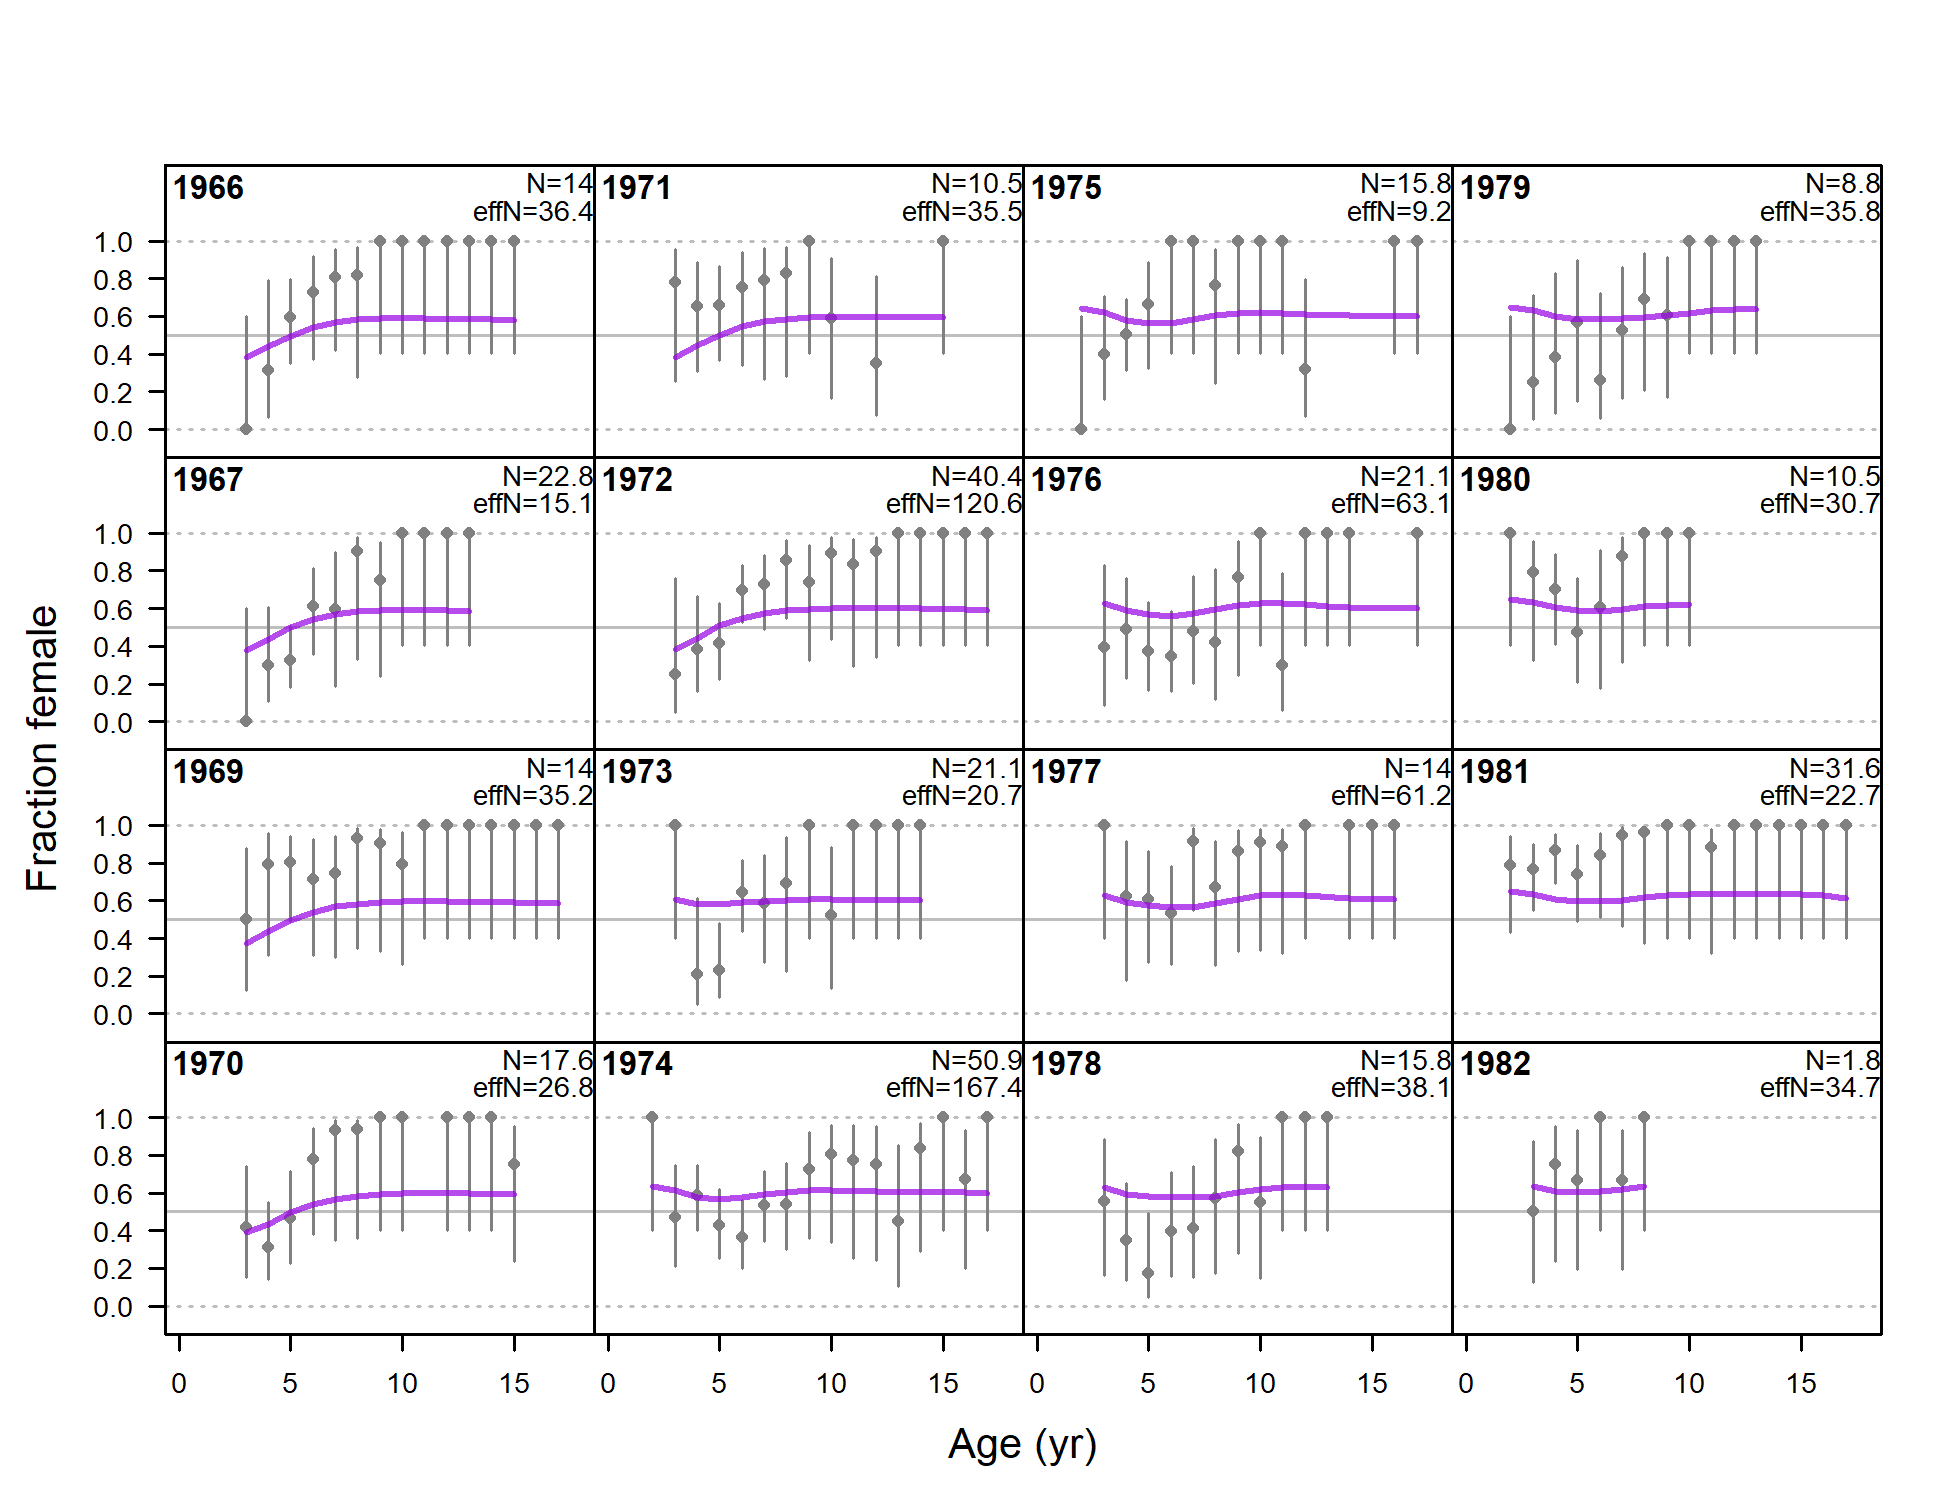 1966
N=14
effN=36.4
1971
N=10.5
effN=35.5
1975
N=15.8
effN=9.2
1979
N=8.8
effN=35.8
1.0
0.8
0.6
0.4
0.2
0.0
1967
N=22.8
effN=15.1
1972
N=40.4
effN=120.6
1976
N=21.1
effN=63.1
1980
N=10.5
effN=30.7
1.0
0.8
0.6
0.4
0.2
0.0
1969
N=14
effN=35.2
1973
N=21.1
effN=20.7
1977
N=14
effN=61.2
1981
N=31.6
effN=22.7
1.0
0.8
0.6
0.4
0.2
0.0
1970
N=17.6
effN=26.8
1974
N=50.9
effN=167.4
1978
N=15.8
effN=38.1
1982
N=1.8
effN=34.7
1.0
0.8
0.6
0.4
0.2
0.0
0 5 10 15 0 5 10 15 0 5 10 15 0 5 10 15
Age (yr)
Fraction female